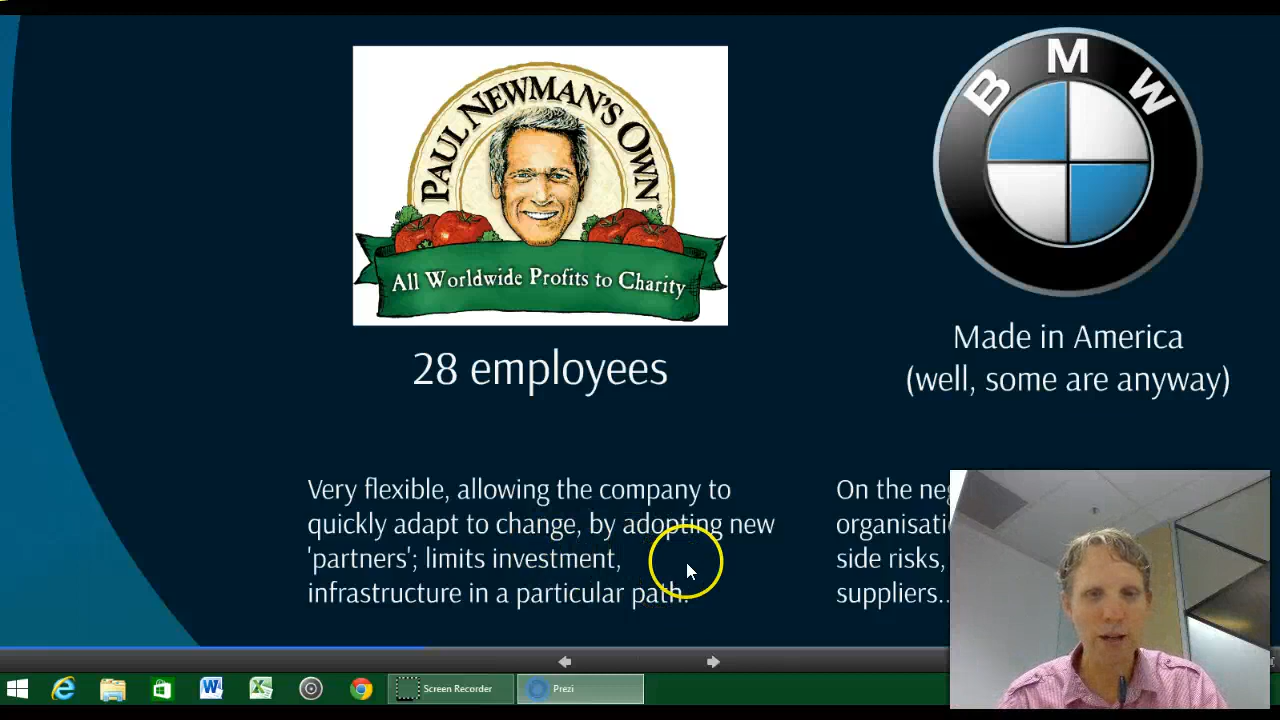 PAUL NEWMAN'S OWN
All Worldwide Profits to Charity
28 employees
Very flexible, allowing the company to
quickly adapt to change, by adopting new
'partners'; limits investment,
infrastructure in a particular path.
B M W
Made in America
(well, some are anyway)
On the
side risks,
suppliers..
Screen Recorder
Prezi